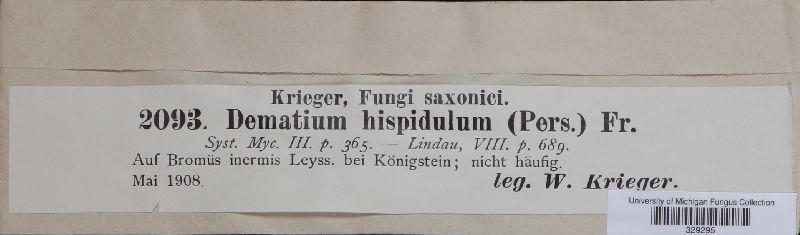 Krieger, Fungi saxonici.
2093. Dematium hispidulum (Pers.) Fr.
Syst. Myc. III. p. 365. — Lindau, VIII. p. 689.
Auf Bromus inermis Leyss. bei Königstein; nicht häufig.
Mai 1908. leg. W. Krieger.
University of Michigan Fungus Collection
329295